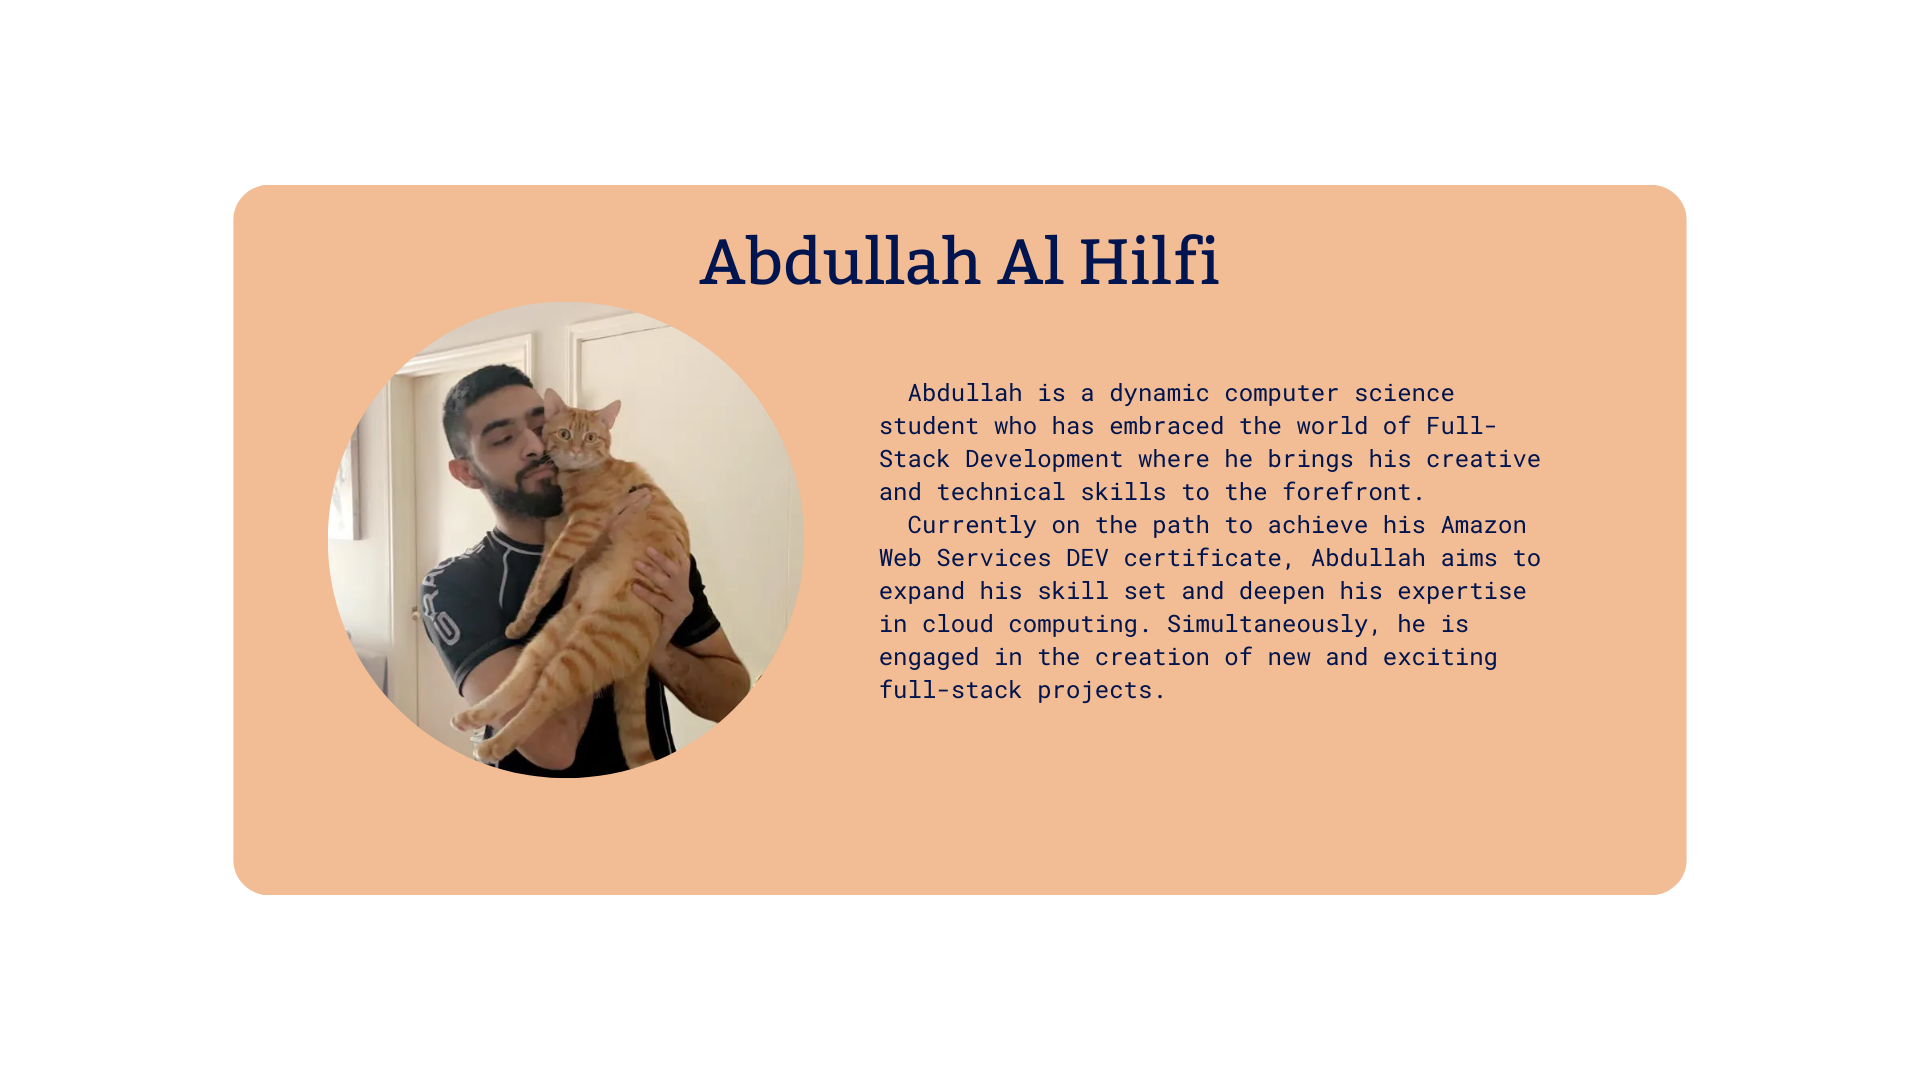 Abdullah Al Hilfi
Abdullah is a dynamic computer science
student who has embraced the world of Full-
Stack Development where he brings his creative
and technical skills to the forefront.
Currently on the path to achieve his Amazon
Web Services DEV certificate, Abdullah aims to
expand his skill set and deepen his expertise
in cloud computing. Simultaneously, he is
engaged in the creation of new and exciting
full-stack projects.